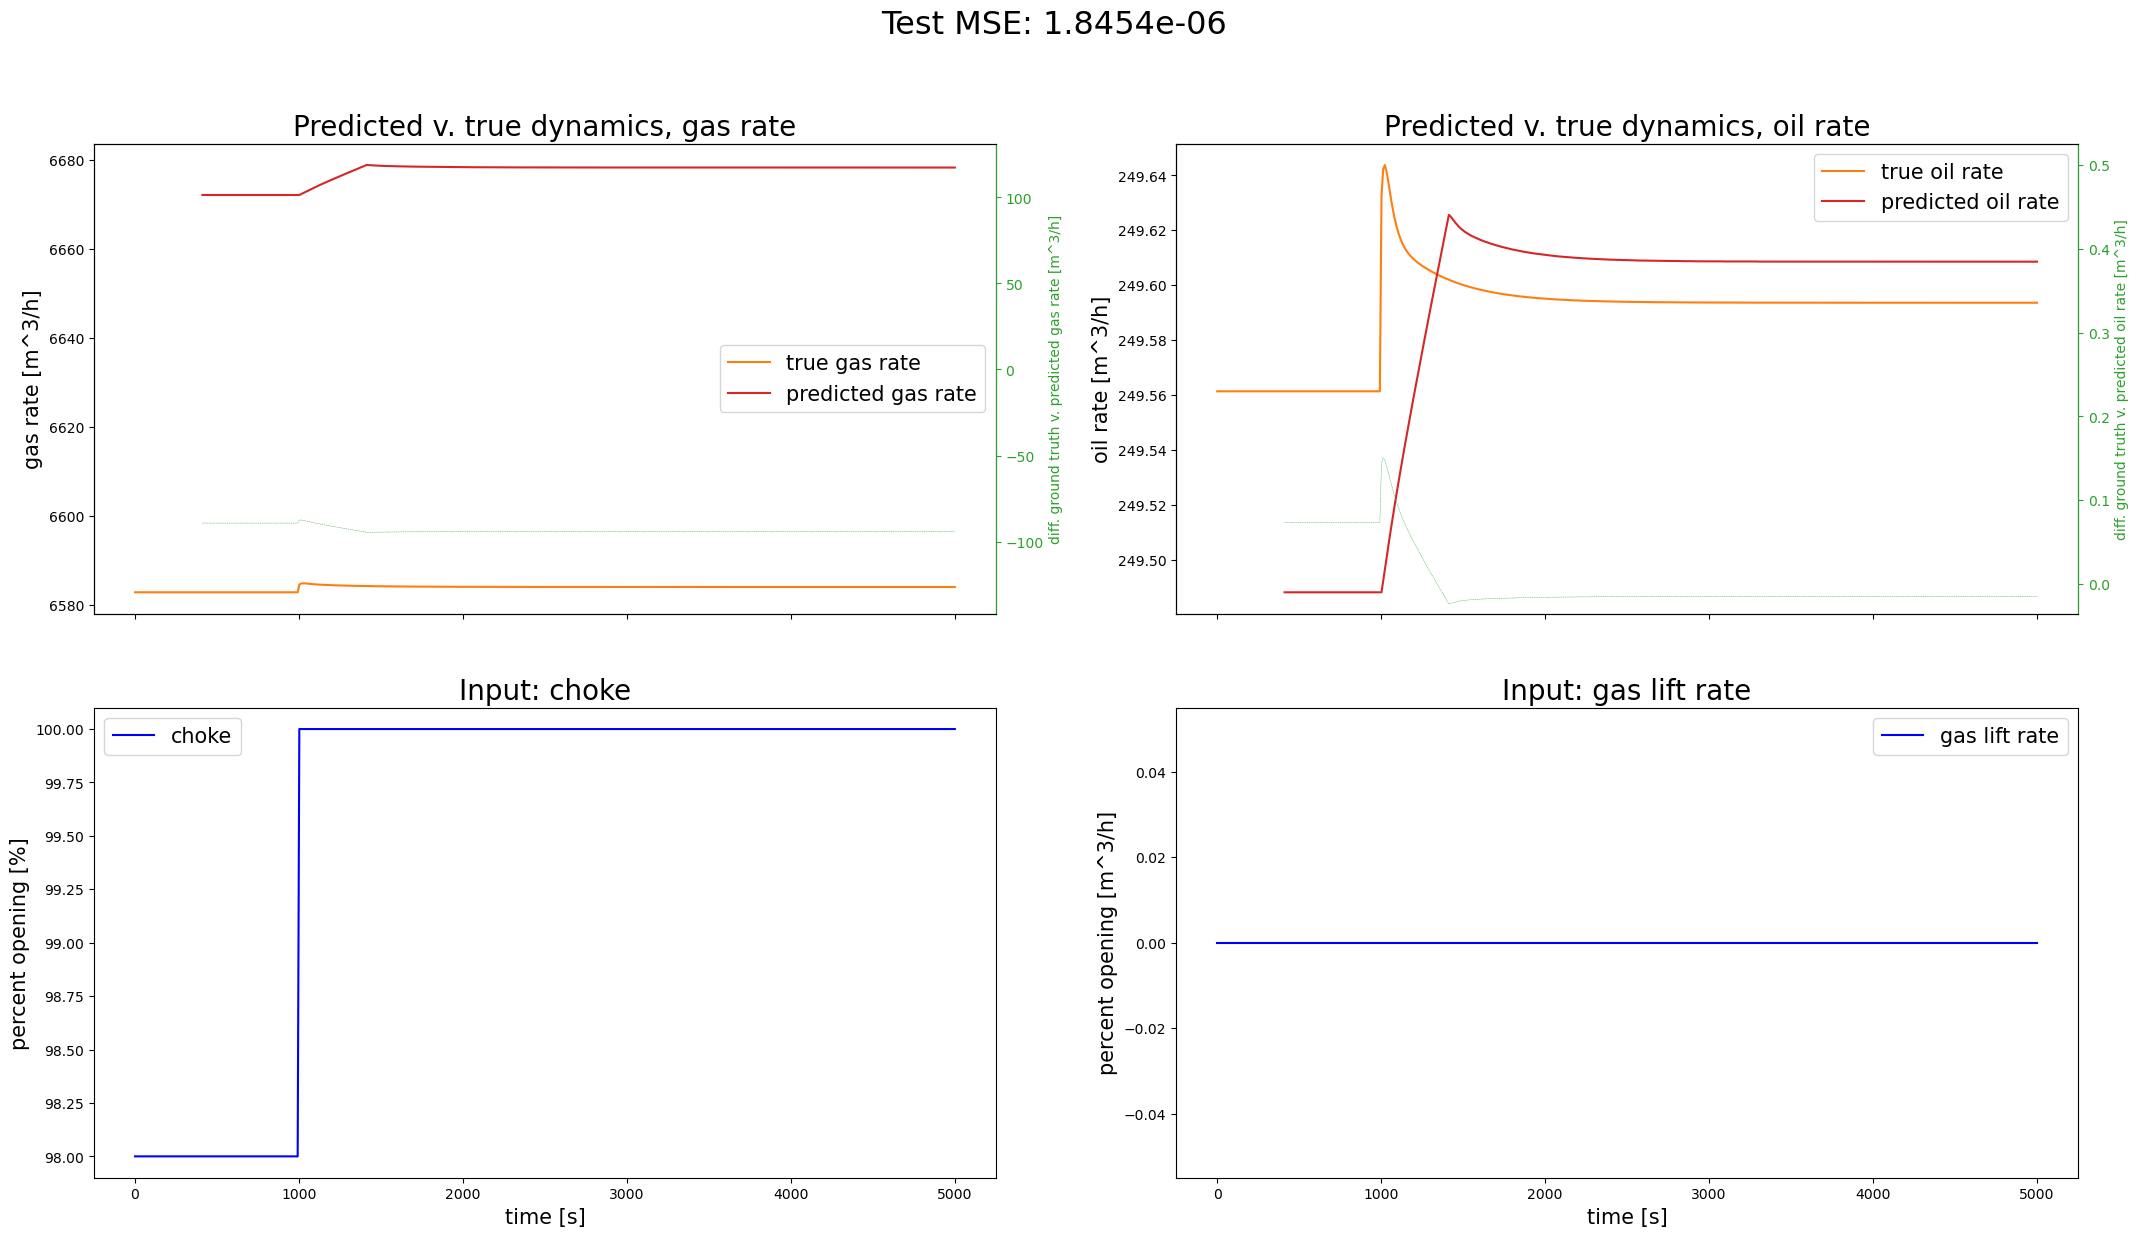 Test MSE: 1.8454e-06
Predicted v. true dynamics, gas rate
6680
6660
6640
6620
6600
6580
gas rate [m^3/h]
true gas rate
predicted gas rate
100
50
0
−50
−100
diff. ground truth v. predicted gas rate [m^3/h]
Predicted v. true dynamics, oil rate
249.64
249.62
249.60
249.58
249.56
249.54
249.52
249.50
oil rate [m^3/h]
true oil rate
predicted oil rate
0.5
0.4
0.3
0.2
0.1
0.0
diff. ground truth v. predicted oil rate [m^3/h]
Input: choke
100.00
99.75
99.50
99.25
99.00
98.75
98.50
98.25
98.00
percent opening [%]
choke
0 1000 2000 3000 4000 5000
time [s]
Input: gas lift rate
0.04
0.02
0.00
−0.02
−0.04
percent opening [m^3/h]
gas lift rate
0 1000 2000 3000 4000 5000
time [s]